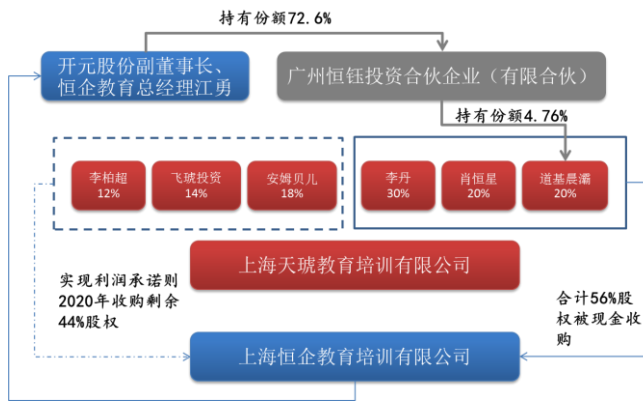 持有份额72.6%
开元股份副董事长、
恒企教育总经理江勇
广州恒钰投资合伙企业（有限合伙）
持有份额4.76%
李柏超
12%
飞琥投资
14%
安姆贝儿
18%
李丹
30%
肖恒星
20%
道基晨灞
20%
上海天琥教育培训有限公司
实现利润承诺则
2020年收购剩余
44%股权
合计56%股
权被现金收
购
上海恒企教育培训有限公司